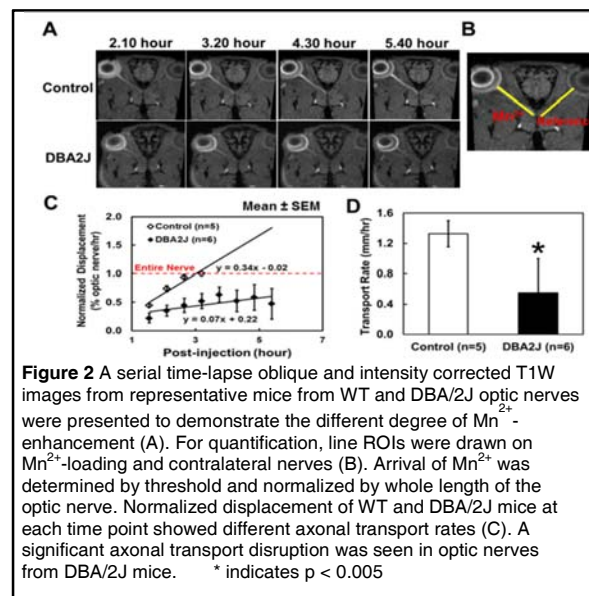 A
2.10 hour 3.20 hour 4.30 hour 5.40 hour
Control
DBA2J
B
Mn²⁺
Reference
C
Mean ± SEM
Normalized Displacement
(% optic nerve/hr)
2.0
1.5
1.0
0.5
0.0
Control (n=5)
DBA2J (n=6)
Entire Nerve
y = 0.34x - 0.02
y = 0.07x + 0.22
1 3 5 7
Post-injection (hour)
D
Transport Rate (mm/hr)
1.6
1.2
0.8
0.4
0.0
*
Control (n=5) DBA2J (n=6)
Figure 2 A serial time-lapse oblique and intensity corrected T1W
images from representative mice from WT and DBA/2J optic nerves
were presented to demonstrate the different degree of Mn²⁺-
enhancement (A). For quantification, line ROIs were drawn on
Mn²⁺-loading and contralateral nerves (B). Arrival of Mn²⁺ was
determined by threshold and normalized by whole length of the
optic nerve. Normalized displacement of WT and DBA/2J mice at
each time point showed different axonal transport rates (C). A
significant axonal transport disruption was seen in optic nerves
from DBA/2J mice. * indicates p < 0.005